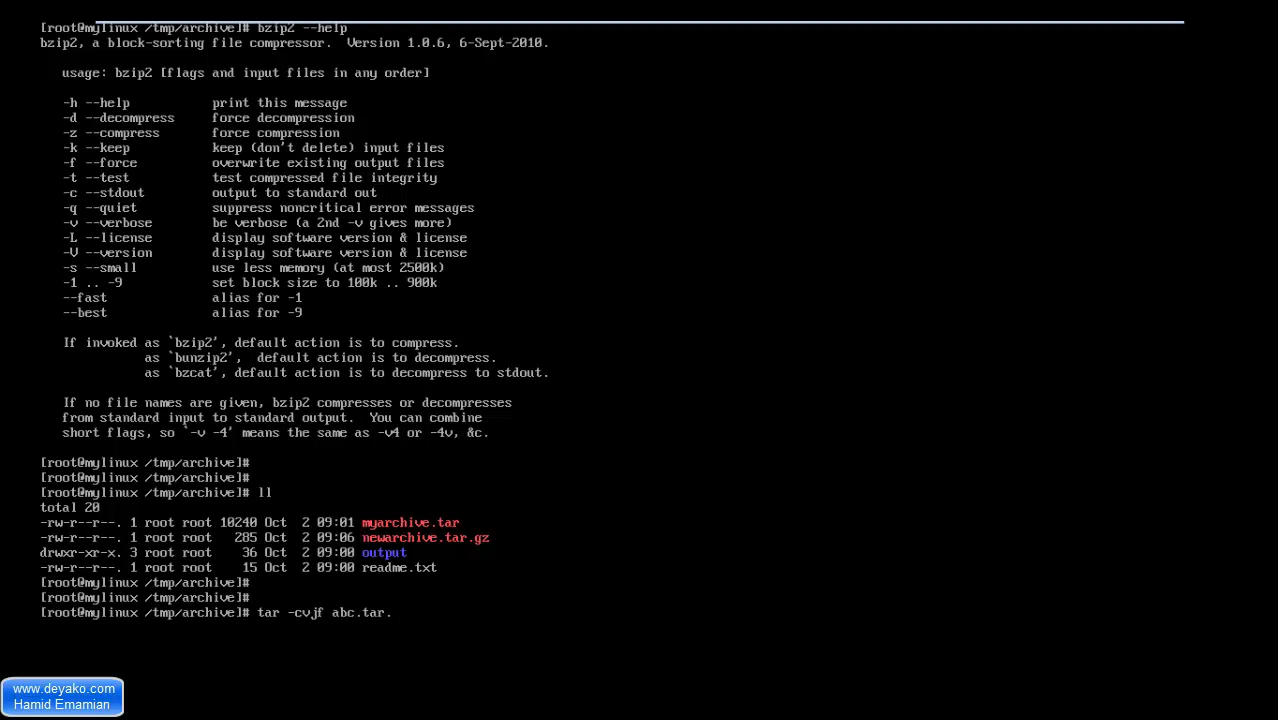 [root@mylinux /tmp/archive]# bzip2 --help
bzip2, a block-sorting file compressor.  Version 1.0.6, 6-Sept-2010.
usage: bzip2 [flags and input files in any order]
-h --help           print this message
-d --decompress     force decompression
-z --compress       force compression
-k --keep           keep (don't delete) input files
-f --force          overwrite existing output files
-t --test           test compressed file integrity
-c --stdout         output to standard out
-q --quiet          suppress noncritical error messages
-v --verbose        be verbose (a 2nd -v gives more)
-L --license        display software version & license
-V --version        display software version & license
-s --small          use less memory (at most 2500k)
-1 .. -9            set block size to 100k .. 900k
--fast              alias for -1
--best              alias for -9
If invoked as `bzip2', default action is to compress.
as `bunzip2',  default action is to decompress.
as `bzcat', default action is to decompress to stdout.
If no file names are given, bzip2 compresses or decompresses
from standard input to standard output.  You can combine
short flags, so `-v -4' means the same as -v4 or -4v, &c.
[root@mylinux /tmp/archive]#
[root@mylinux /tmp/archive]#
[root@mylinux /tmp/archive]# ll
total 20
-rw-r--r--. 1 root root 10240 Oct  2 09:01 myarchive.tar
-rw-r--r--. 1 root root   285 Oct  2 09:06 newarchive.tar.gz
drwxr-xr-x. 3 root root    36 Oct  2 09:00 output
-rw-r--r--. 1 root root    15 Oct  2 09:00 readme.txt
[root@mylinux /tmp/archive]#
[root@mylinux /tmp/archive]#
[root@mylinux /tmp/archive]# tar -cvjf abc.tar.
www.deyako.com
Hamid Emamian